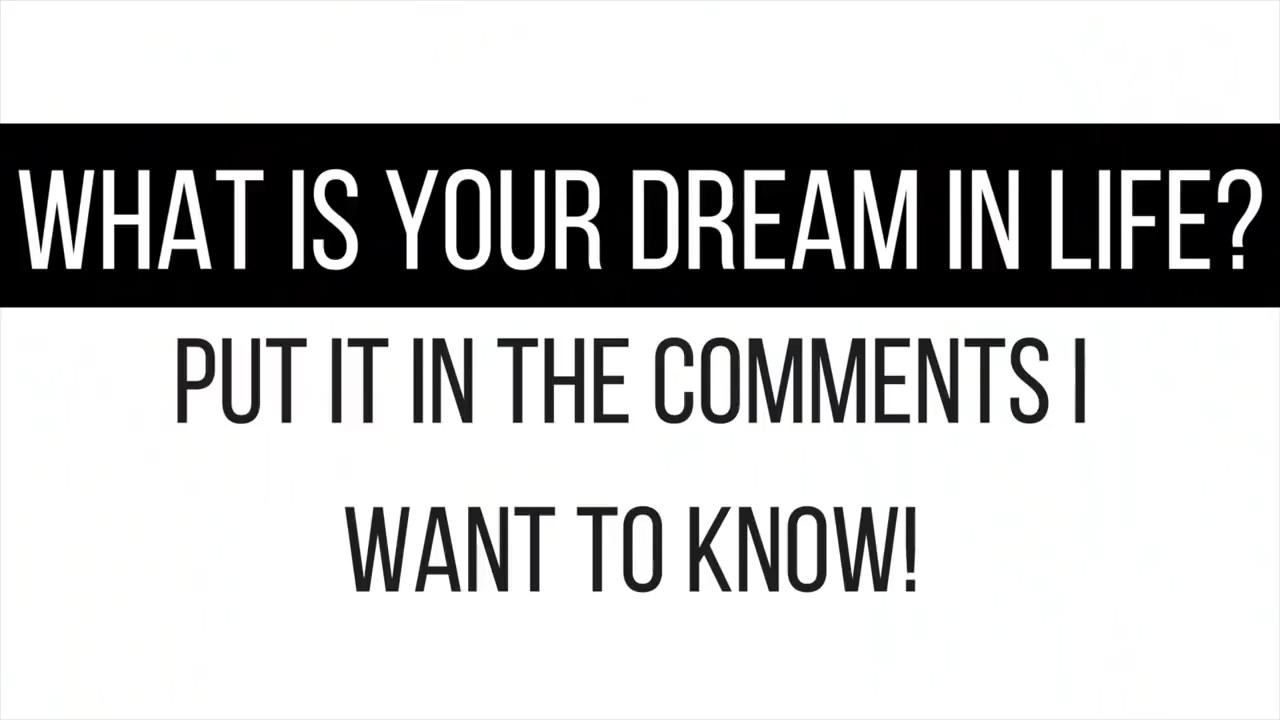 WHAT IS YOUR DREAM IN LIFE?
PUT IT IN THE COMMENTS I
WANT TO KNOW!